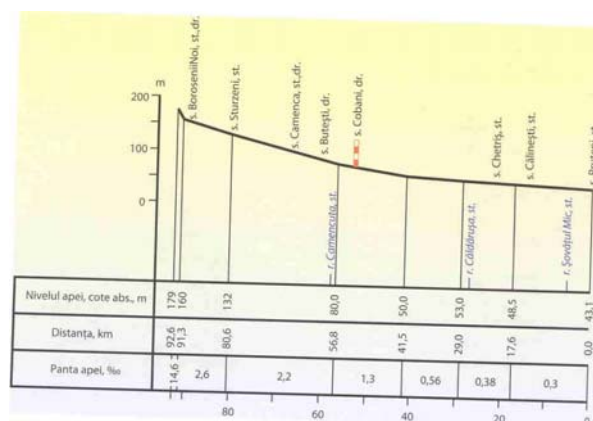 m
200
100
0
s. BoroseniiNoi, st.,dr.
s. Sturzeni, st.
s. Camenca, st.,dr.
s. Butești, dr.
s. Cobani, dr.
s. Chetriș, st.
s. Călinești, st.
r. Camencuța, st.
r. Căldărușa, st.
r. Șovățul Mic, st.
Nivelul apei, cote abs., m 179 160 132 80,0 50,0 53,0 48,5 43,1
Distanța, km 92,6 91,3 80,6 56,8 41,5 29,0 17,6 0,0
Panta apei, ‰ 14,6 2,6 2,2 1,3 0,56 0,38 0,3
80 60 40 20